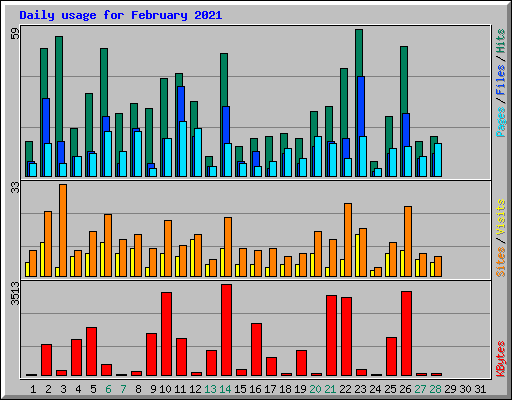 Daily usage for February 2021
59
Pages / Files / Hits
33
Sites / Visits
3513
KBytes
1 2 3 4 5 6 7 8 9 10 11 12 13 14 15 16 17 18 19 20 21 22 23 24 25 26 27 28 29 30 31